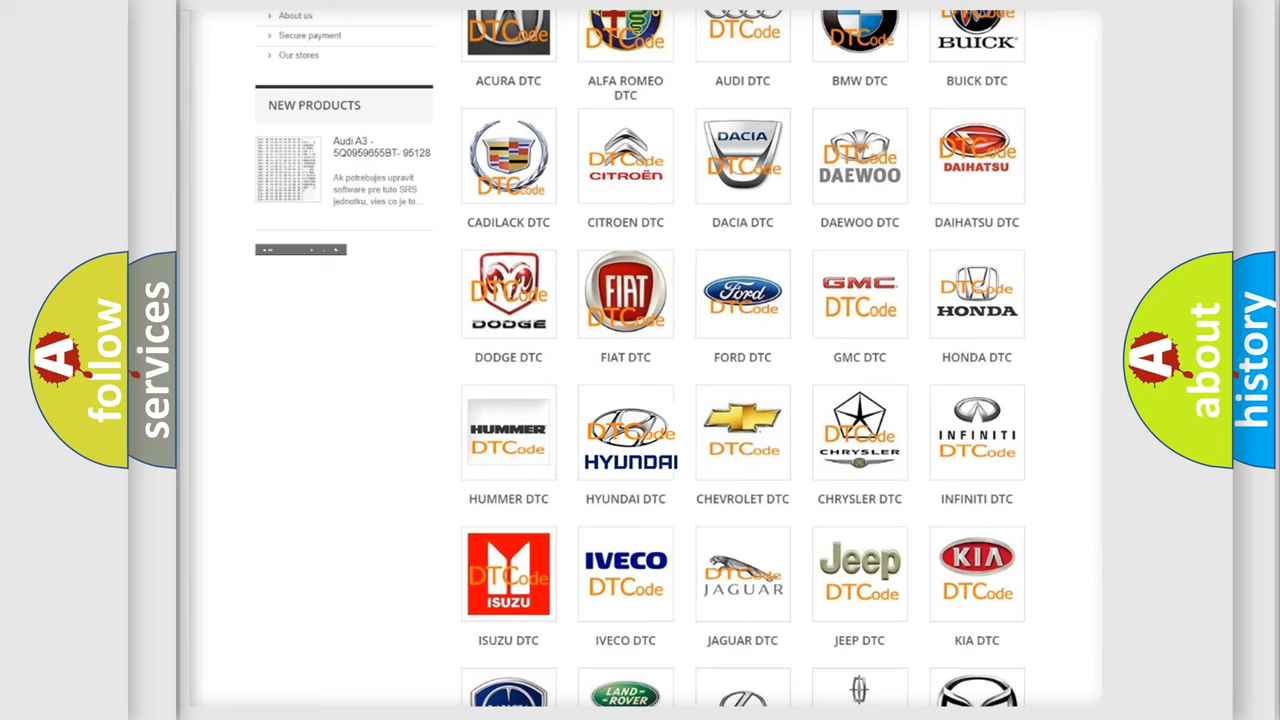 About us
Secure payment
Our stores
NEW PRODUCTS
Audi A3 -
5Q0959655BT- 95128
Ak potrebujes upravit
software pre tuto SRS
jednotku, vies co je to...
DTCode
DTCode
DTCode
DTCode
BUICK
ACURA DTC
ALFA ROMEO
DTC
AUDI DTC
BMW DTC
BUICK DTC
DTCode
DTCode
CITROËN
DACIA
DTCode
DTCode
DAEWOO
DTCode
DAIHATSU
CADILACK DTC
CITROEN DTC
DACIA DTC
DAEWOO DTC
DAIHATSU DTC
DTCode
DODGE
FIAT
DTCode
Ford
DTCode
GMC
DTCode
DTCode
HONDA
DODGE DTC
FIAT DTC
FORD DTC
GMC DTC
HONDA DTC
HUMMER
DTCode
DTCode
HYUNDAI
DTCode
DTCode
CHRYSLER
INFINITI
DTCode
HUMMER DTC
HYUNDAI DTC
CHEVROLET DTC
CHRYSLER DTC
INFINITI DTC
DTCode
ISUZU
IVECO
DTCode
DTCode
JAGUAR
Jeep
DTCode
KIA
DTCode
ISUZU DTC
IVECO DTC
JAGUAR DTC
JEEP DTC
KIA DTC
LAND-
ROVER
A
follow
services
A
about
history